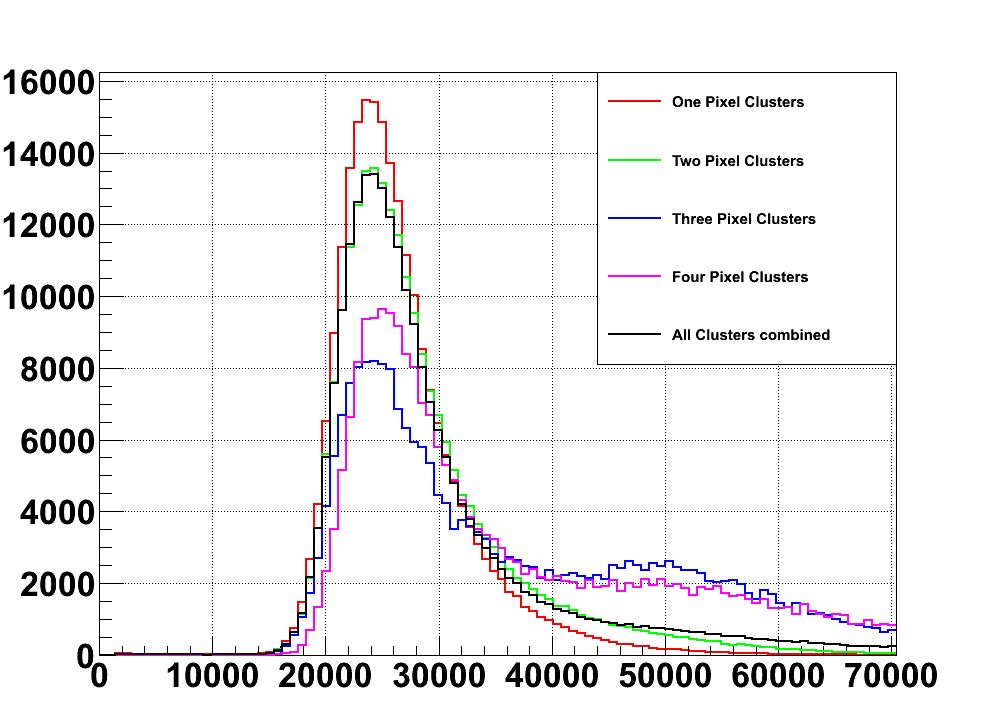 16000
14000
12000
10000
8000
6000
4000
2000
0
0 10000 20000 30000 40000 50000 60000 70000
One Pixel Clusters
Two Pixel Clusters
Three Pixel Clusters
Four Pixel Clusters
All Clusters combined